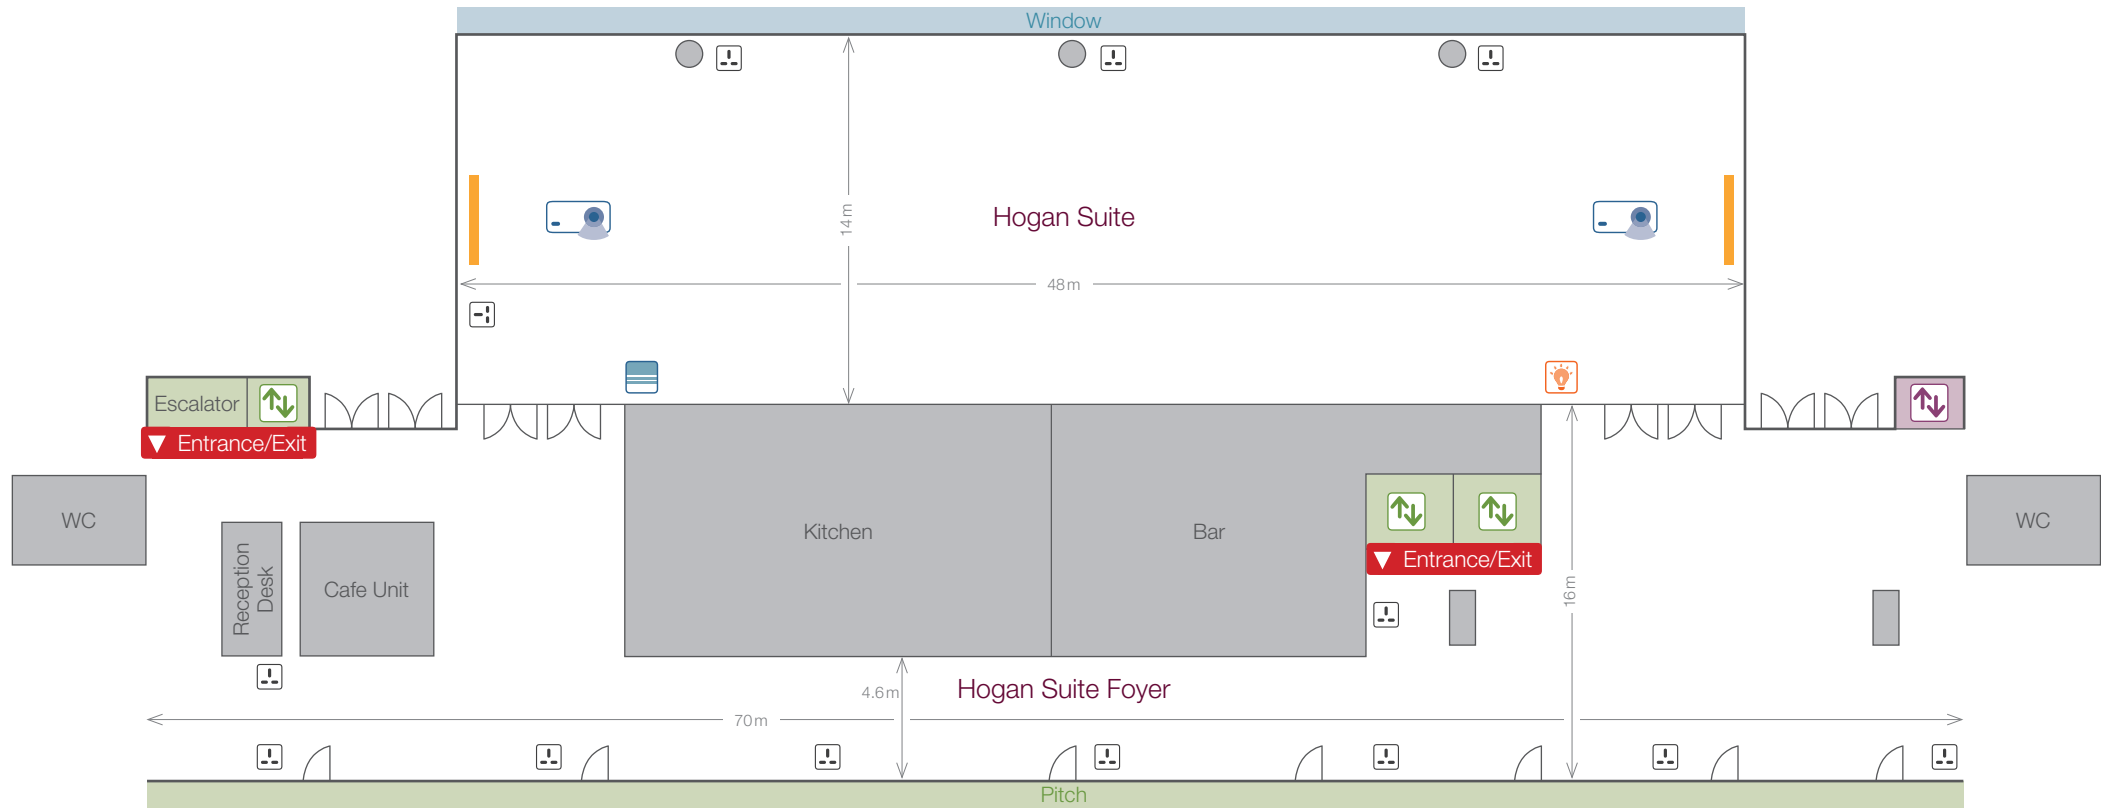 Window
14m
Hogan Suite
48m
Escalator
Entrance/Exit
WC
Reception
Desk
Cafe Unit
Kitchen
Bar
Entrance/Exit
16m
WC
4.6m
Hogan Suite Foyer
70m
Pitch